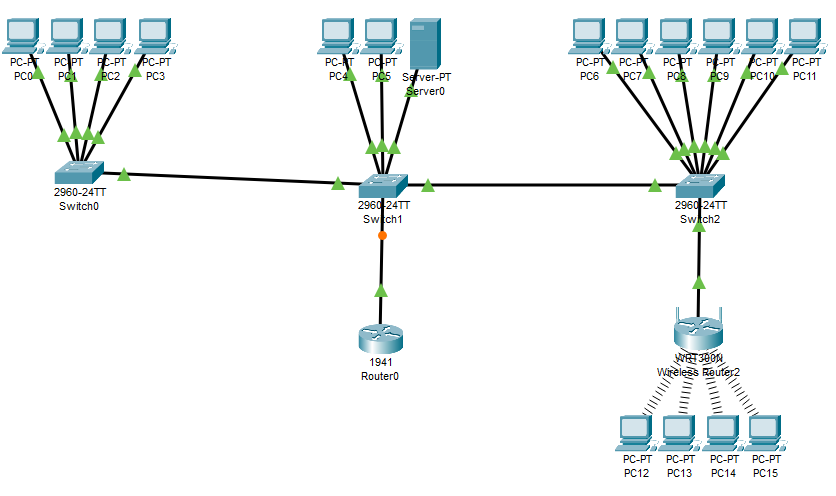 PC-PT
PC0
PC-PT
PC1
PC-PT
PC2
PC-PT
PC3
PC-PT
PC4
PC-PT
PC5
Server-PT
Server0
PC-PT
PC6
PC-PT
PC7
PC-PT
PC8
PC-PT
PC9
PC-PT
PC10
PC-PT
PC11
2960-24TT
Switch0
2960-24TT
Switch1
2960-24TT
Switch2
1941
Router0
WRT300N
Wireless Router2
PC-PT
PC12
PC-PT
PC13
PC-PT
PC14
PC-PT
PC15